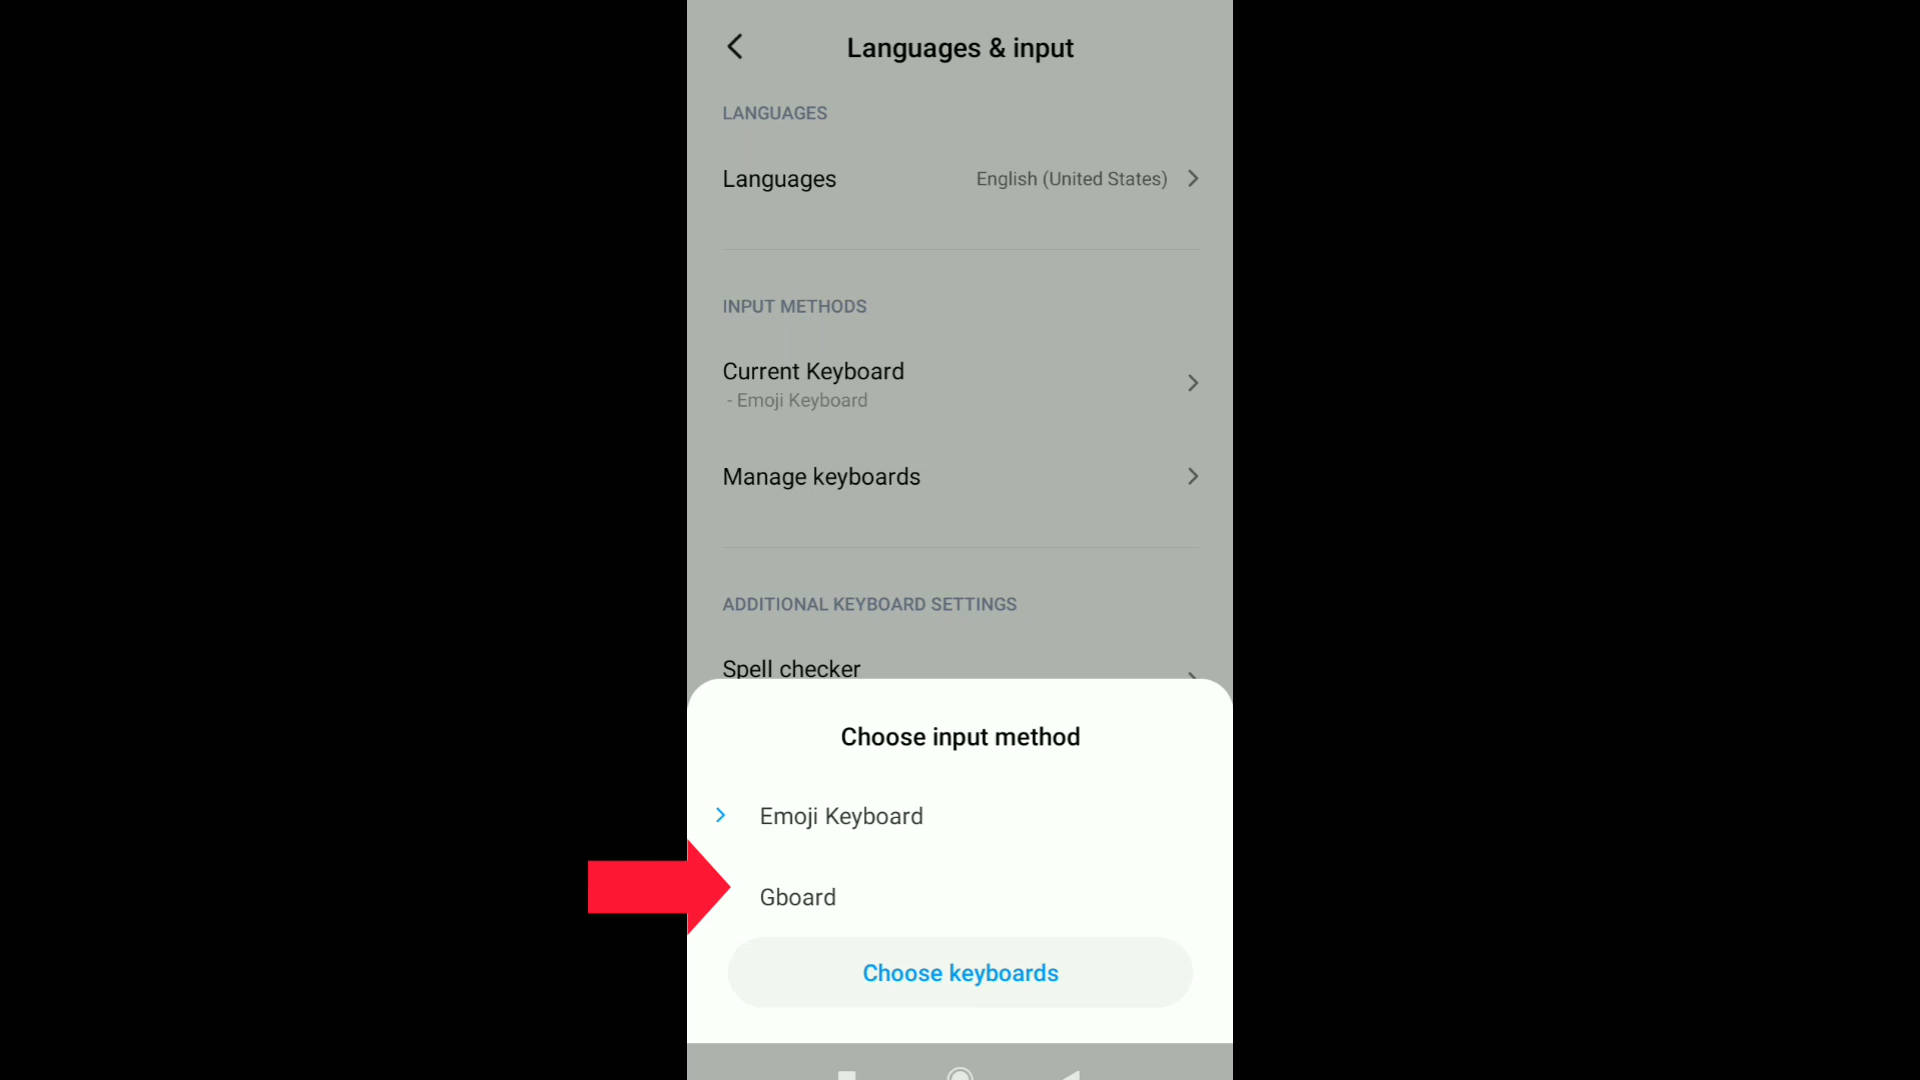 Languages & input
LANGUAGES
Languages English (United States)
INPUT METHODS
Current Keyboard
- Emoji Keyboard
Manage keyboards
ADDITIONAL KEYBOARD SETTINGS
Spell checker
Choose input method
Emoji Keyboard
Gboard
Choose keyboards